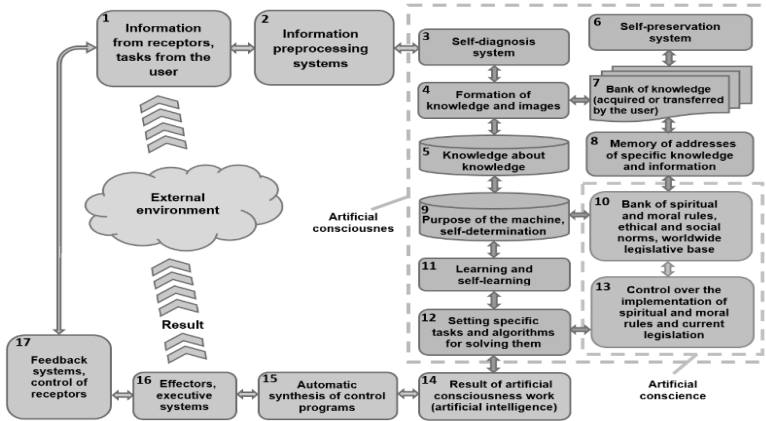 1
Information
from receptors,
tasks from the
user
2
Information
preprocessing
systems
3
Self-diagnosis
system
6
Self-preservation
system
4
Formation of
knowledge and images
7
Bank of knowledge
(acquired or transferred
by the user)
5
Knowledge about
knowledge
8
Memory of addresses
of specific knowledge
and information
External
environment
Artificial
consciousnes
9
Purpose of the machine,
self-determination
10
Bank of spiritual
and moral rules,
ethical and social
norms, worldwide
legislative base
11
Learning and
self-learning
12
Setting specific
tasks and algorithms
for solving them
13
Control over the
implementation of
spiritual and moral
rules and current
legislation
Result
17
Feedback
systems,
control of
receptors
16
Effectors,
executive
systems
15
Automatic
synthesis of control
programs
14
Result of artificial
consciousness work
(artificial intelligence)
Artificial
conscience